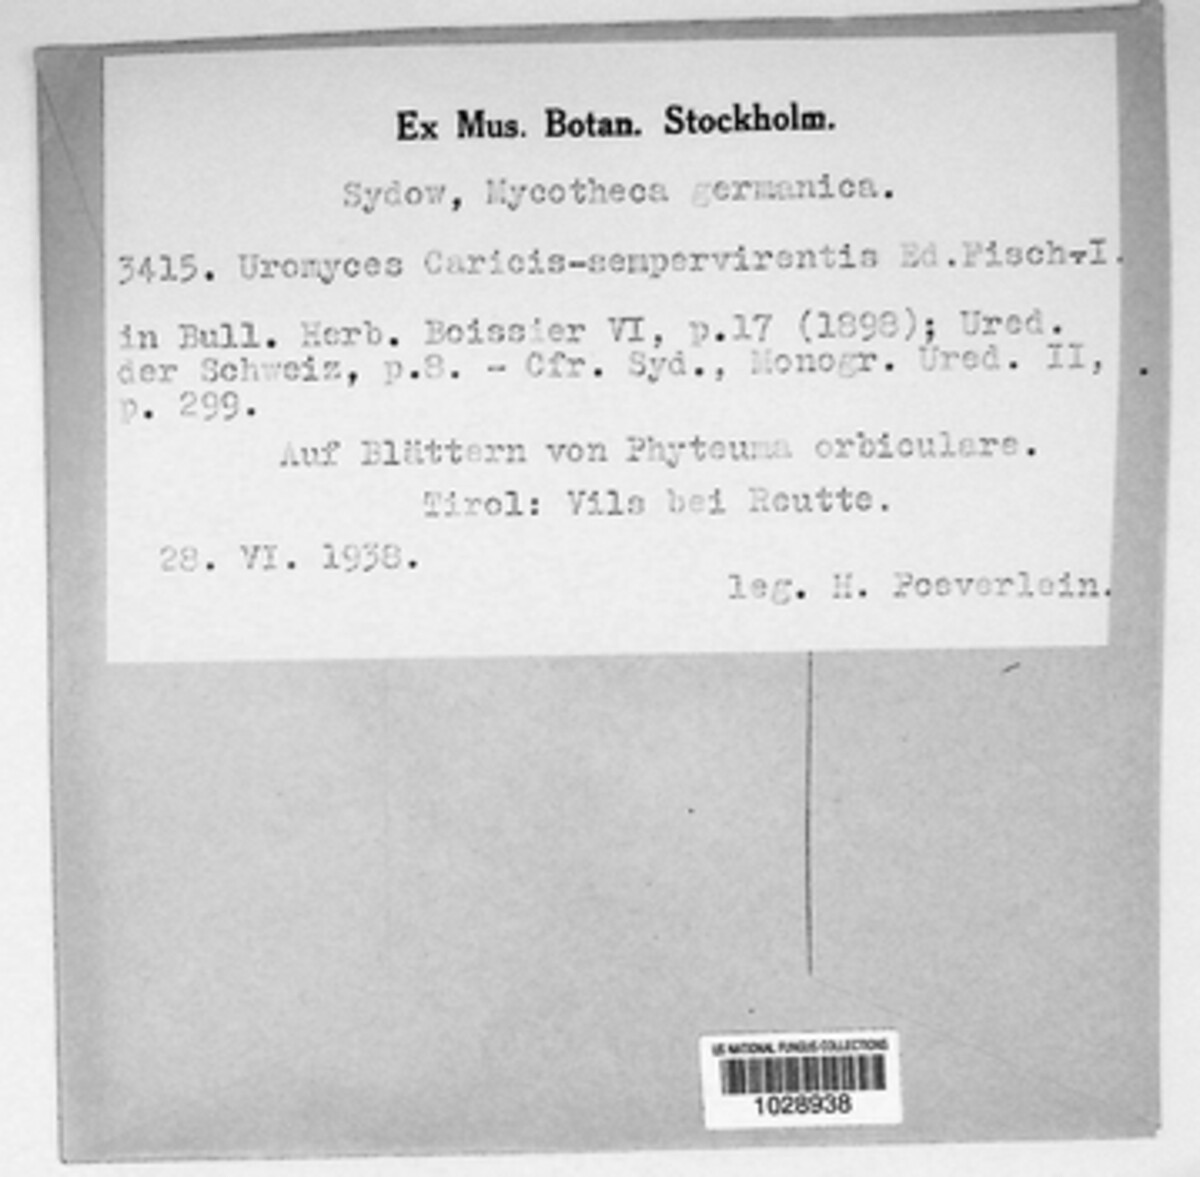 Ex Mus. Botan. Stockholm.
Sydow, Mycotheca germanica.
3415. Uromyces Caricis-sempervirentis Ed.Fisch.-I.
in Bull. Herb. Boissier VI, p.17 (1898); Ured.
der Schweiz, p.8. - Cfr. Syd., Monogr. Ured. II,
p. 299.
Auf Blättern von Phyteuma orbiculare.
Tirol: Vils bei Reutte.
28. VI. 1938.
leg. H. Poeverlein.
US NATIONAL FUNGUS COLLECTIONS
1028938